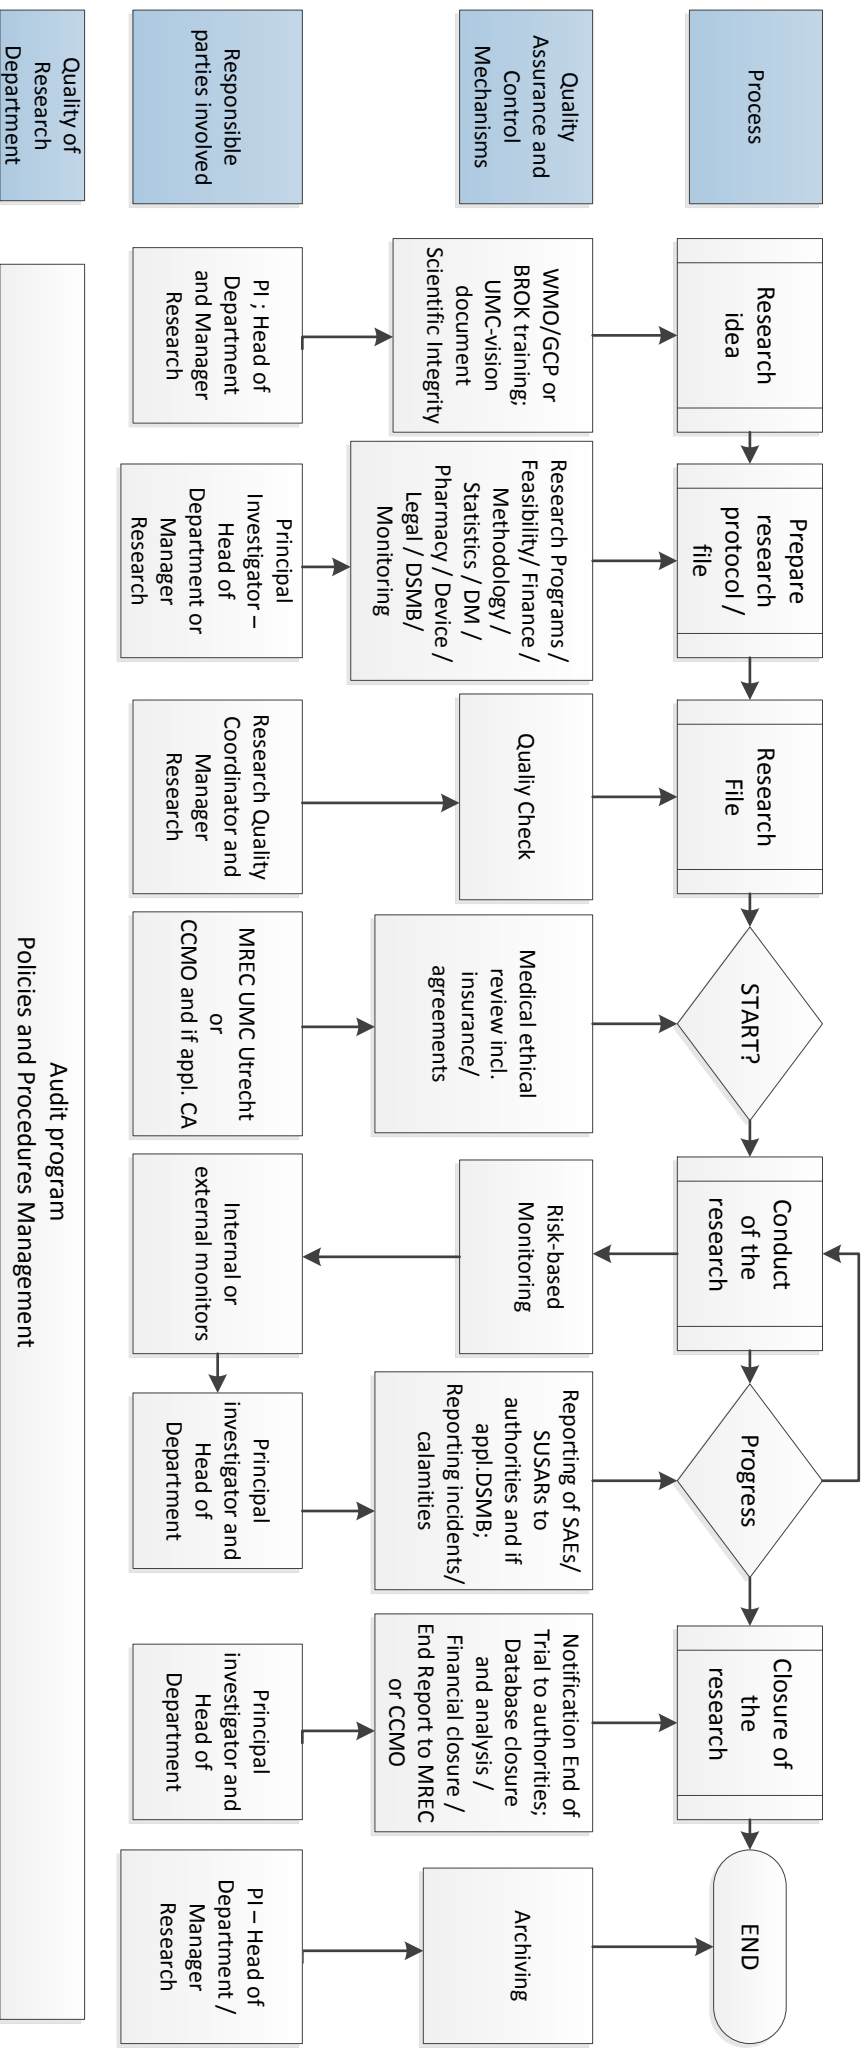 Process
Research
idea
Prepare
research
protocol /
file
Research
File
START?
Conduct
of the
research
Progress
Closure of
the
research
END
Quality
Assurance and
Control
Mechanisms
WMO/GCP or
BROK training;
UMC-vision
document
Scientific Integrity
Research Programs /
Feasibility/ Finance /
Methodology /
Statistics / DM /
Pharmacy / Device /
Legal / DSMB/
Monitoring
Qualiy Check
Medical ethical
review incl.
insurance/
agreements
Risk-based
Monitoring
Reporting of SAEs/
SUSARs to
authorities and if
appl.DSMB;
Reporting incidents/
calamities
Notification End of
Trial to authorities;
Database closure
and analysis /
Financial closure /
End Report to MREC
or CCMO
Archiving
Responsible
parties involved
PI ; Head of
Department
and Manager
Research
Principal
Investigator –
Head of
Department or
Manager
Research
Research Quality
Coordinator and
Manager
Research
MREC UMC Utrecht
or
CCMO and if appl. CA
Internal or
external monitors
Principal
investigator and
Head of
Department
Principal
investigator and
Head of
Department
PI – Head of
Department /
Manager
Research
Quality of
Research
Department
Audit program
Policies and Procedures Management